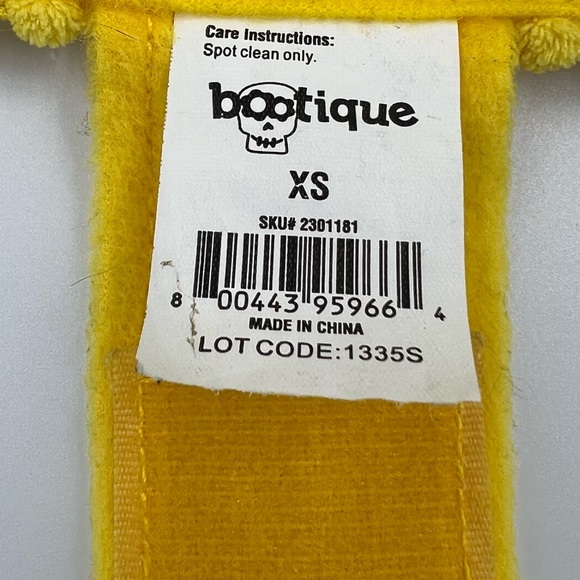 Care Instructions:
Spot clean only.
bootique
XS
SKU# 2301181
8 00443 95966 4
MADE IN CHINA
LOT CODE:1335S